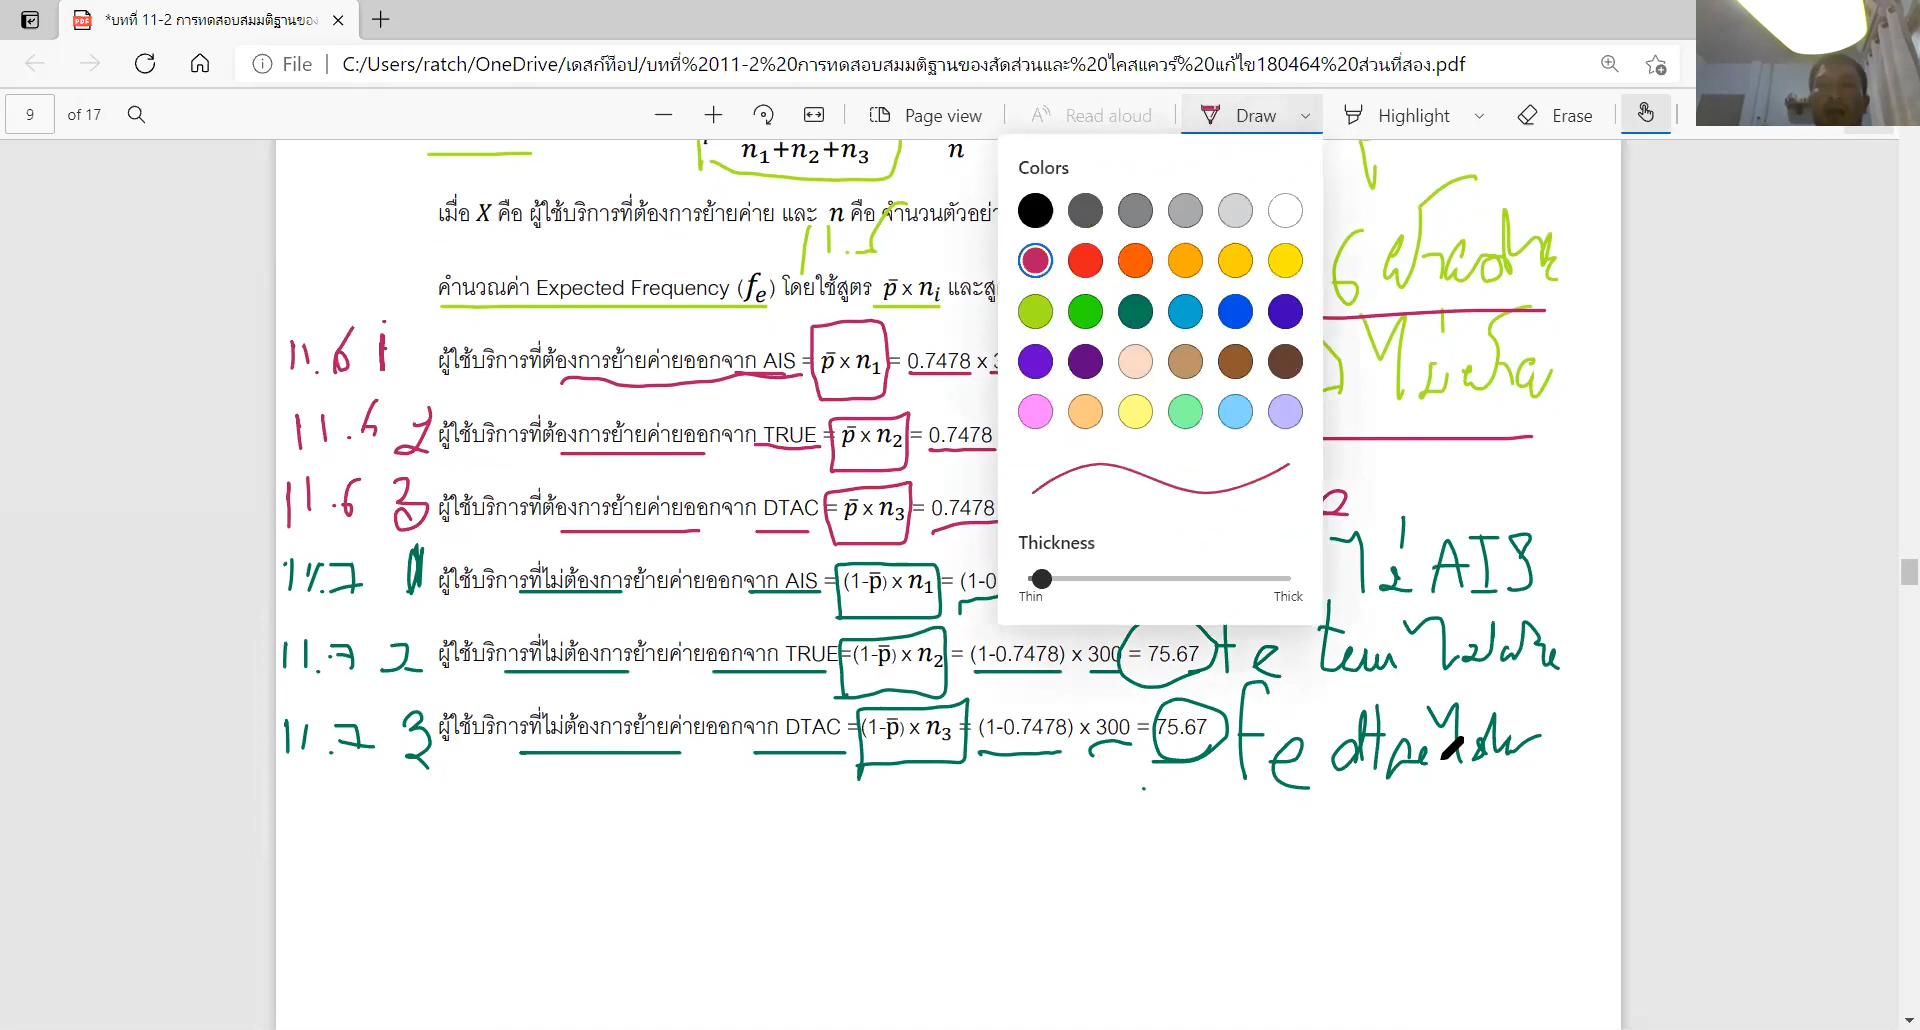 *บทที่ 11-2 การทดสอบสมมติฐานของ
File C:/Users/ratch/OneDrive/เดสก์ท็อป/บทที่%2011-2%20การทดสอบสมมติฐานของสัดส่วนและ%20ไคสแควร์%20แก้ไข180464%20ส่วนที่สอง.pdf
9 of 17 Page view Read aloud Draw Highlight Erase
n₁+n₂+n₃ n
Colors
เมื่อ X คือ ผู้ใช้บริการที่ต้องการย้ายค่าย และ n คือ จำนวนตัวอย่า
11.5
คำนวณค่า Expected Frequency (fₑ) โดยใช้สูตร p̄ x nᵢ และสู
11.6 1 ผู้ใช้บริการที่ต้องการย้ายค่ายออกจาก AIS = p̄ x n₁ = 0.7478 x 3
11.6 2 ผู้ใช้บริการที่ต้องการย้ายค่ายออกจาก TRUE = p̄ x n₂ = 0.7478
11.6 3 ผู้ใช้บริการที่ต้องการย้ายค่ายออกจาก DTAC = p̄ x n₃ = 0.7478
Thickness
Thin Thick
11.7 1 ผู้ใช้บริการที่ไม่ต้องการย้ายค่ายออกจาก AIS = (1-p̄) x n₁ = (1-0
AIS
11.7 2 ผู้ใช้บริการที่ไม่ต้องการย้ายค่ายออกจาก TRUE=(1-p̄) x n₂ = (1-0.7478) x 300 = 75.67 fe
11.7 3 ผู้ใช้บริการที่ไม่ต้องการย้ายค่ายออกจาก DTAC =(1-p̄) x n₃ = (1-0.7478) x 300 = 75.67 fe